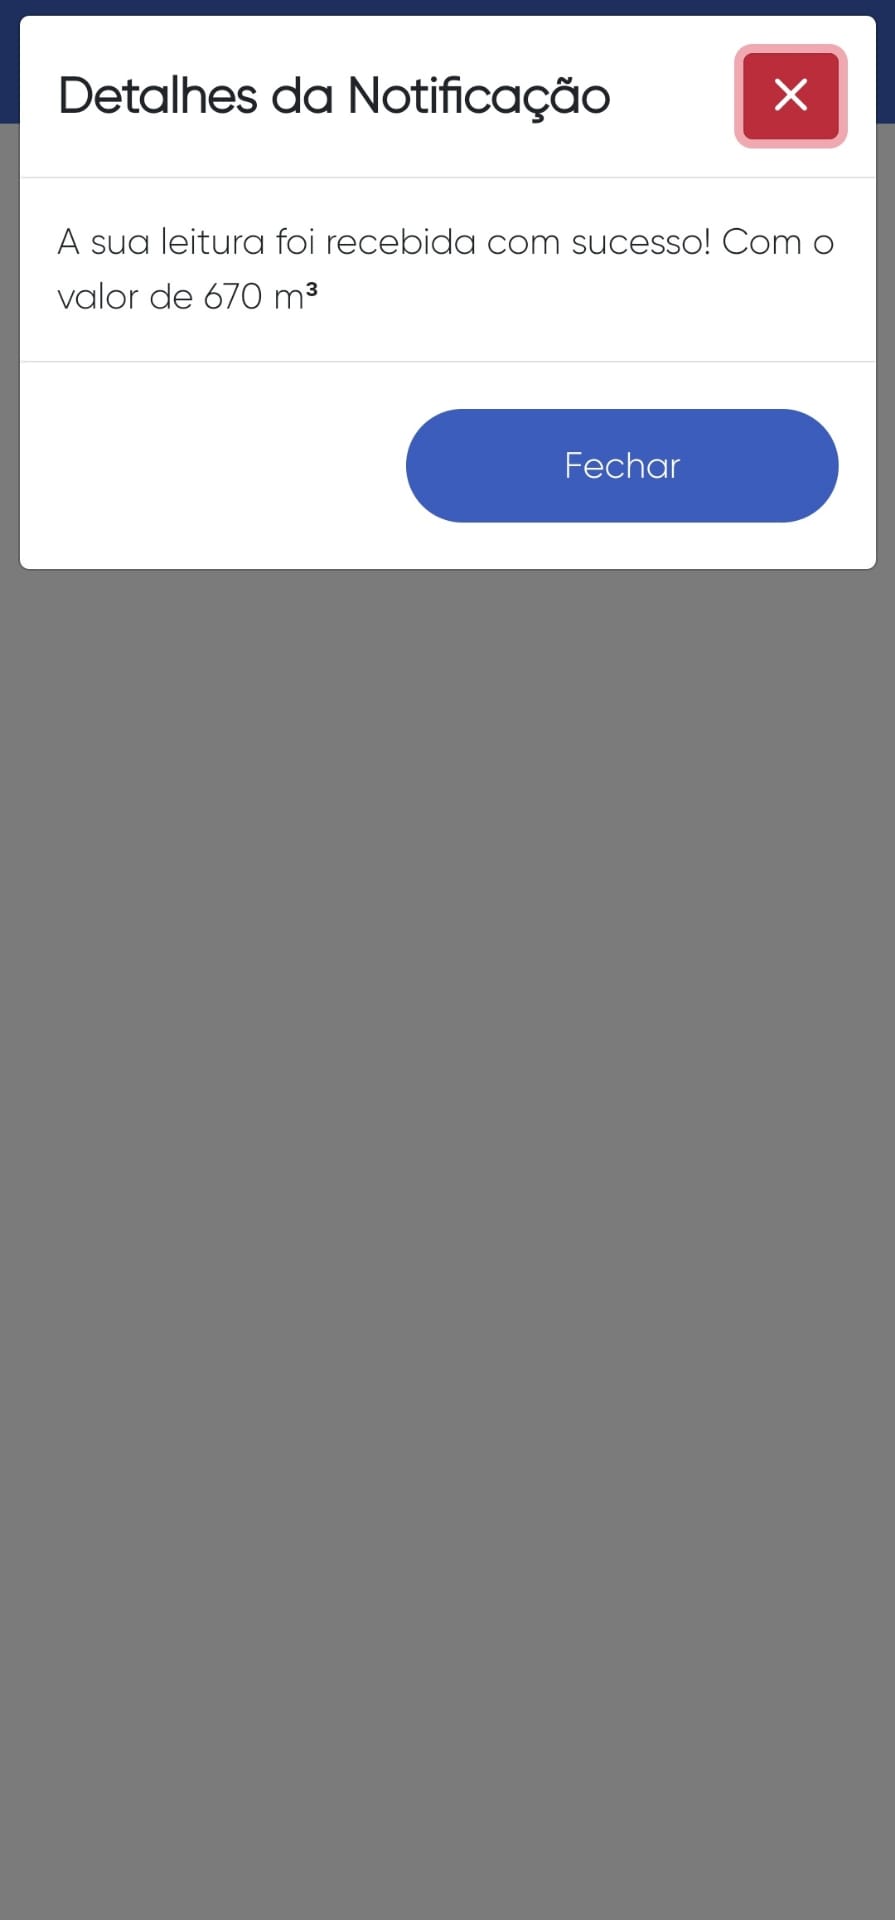 Detalhes da Notificação
A sua leitura foi recebida com sucesso! Com o
valor de 670 m³
Fechar